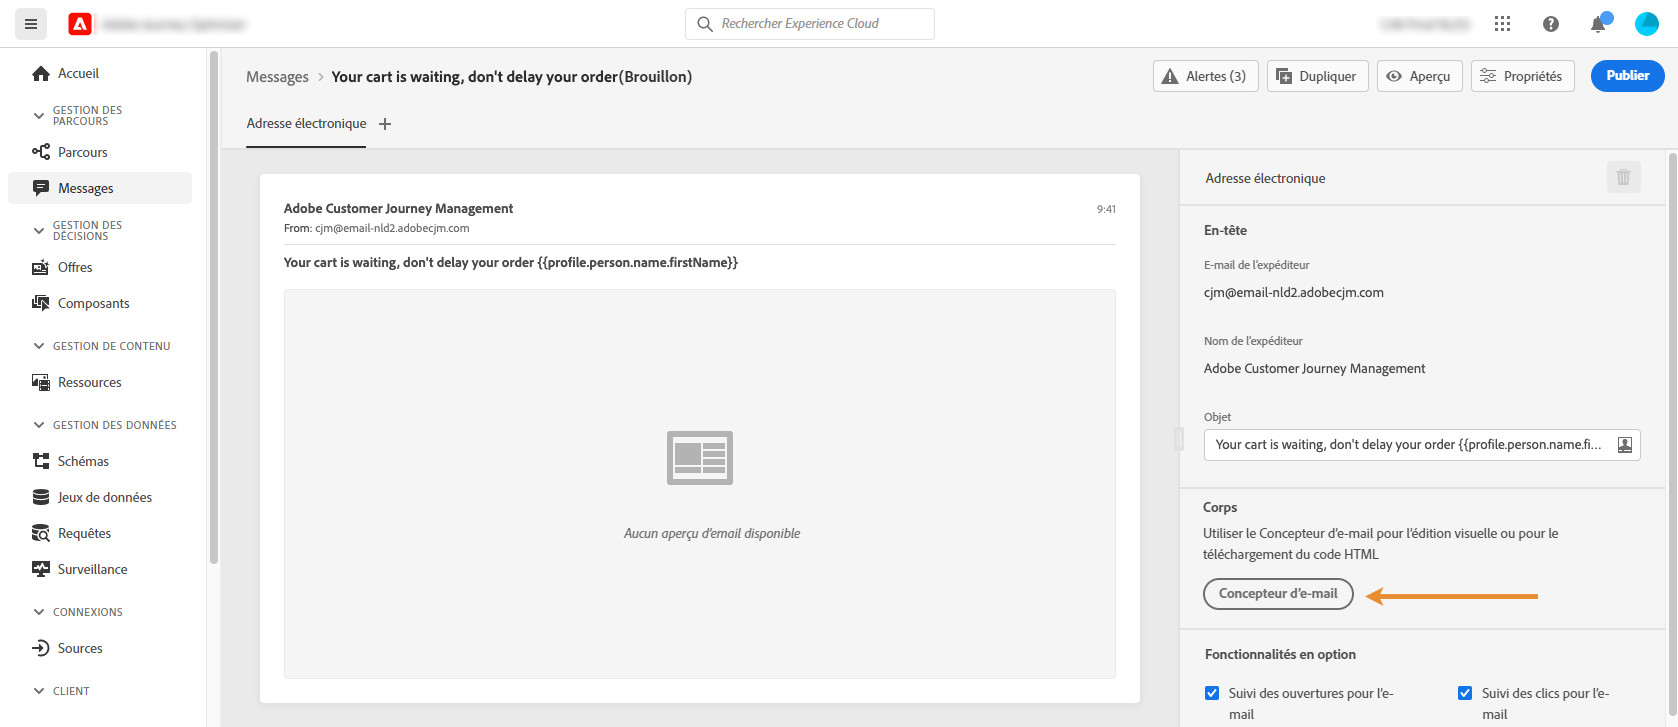 Rechercher Experience Cloud
Accueil
GESTION DES
PARCOURS
Parcours
Messages
GESTION DES
DÉCISIONS
Offres
Composants
GESTION DE CONTENU
Ressources
GESTION DES DONNÉES
Schémas
Jeux de données
Requêtes
Surveillance
CONNEXIONS
Sources
CLIENT
Messages > Your cart is waiting, don't delay your order(Brouillon)
Alertes (3)
Dupliquer
Aperçu
Propriétés
Publier
Adresse électronique
Adobe Customer Journey Management
9:41
From: cjm@email-nld2.adobecjm.com
Your cart is waiting, don't delay your order {{profile.person.name.firstName}}
Aucun aperçu d'email disponible
Adresse électronique
En-tête
E-mail de l'expéditeur
cjm@email-nld2.adobecjm.com
Nom de l'expéditeur
Adobe Customer Journey Management
Objet
Your cart is waiting, don't delay your order {{profile.person.name.fi...
Corps
Utiliser le Concepteur d'e-mail pour l'édition visuelle ou pour le
téléchargement du code HTML
Concepteur d'e-mail
Fonctionnalités en option
Suivi des ouvertures pour l'e-
mail
Suivi des clics pour l'e-
mail